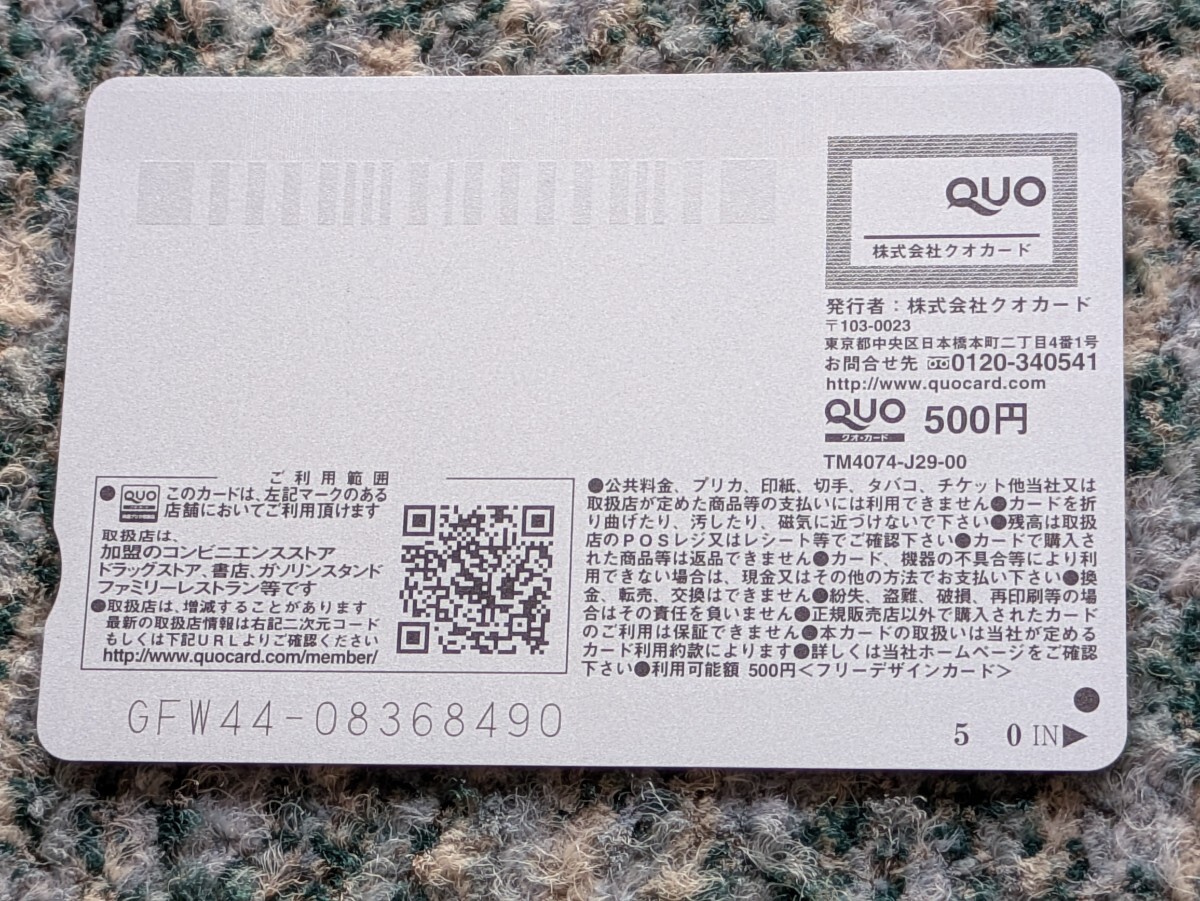 QUO
株式会社クオカード
発行者：株式会社クオカード
〒103-0023
東京都中央区日本橋本町二丁目4番1号
お問合せ先 0120-340541
http://www.quocard.com
QUO 500円
クオ・カード
TM4074-J29-00
ご利用範囲
●QUO このカードは、左記マークのある
店舗においてご利用頂けます
取扱店は、
加盟のコンビニエンスストア
ドラッグストア、書店、ガソリンスタンド
ファミリーレストラン等です
●取扱店は、増減することがあります
最新の取扱店情報は右記二次元コード
もしくは下記URLよりご確認ください
http://www.quocard.com/member/
●公共料金、プリカ、印紙、切手、タバコ、チケット他当社又は
取扱店が定めた商品等の支払いには利用できません●カードを折
り曲げたり、汚したり、磁気に近づけないで下さい●残高は取扱
店のPOSレジ又はレシート等でご確認下さい●カードで購入さ
れた商品等は返品できません●カード、機器の不具合等により利
用できない場合は、現金又はその他の方法でお支払い下さい●換
金、転売、交換はできません●紛失、盗難、破損、再印刷等の場
合はその責任を負いません●正規販売店以外で購入されたカード
のご利用は保証できません●本カードの取扱いは当社が定める
カード利用約款によります●詳しくは当社ホームページをご確認
下さい●利用可能額 500円＜フリーデザインカード＞
GFW44-08368490
5 0 IN▶